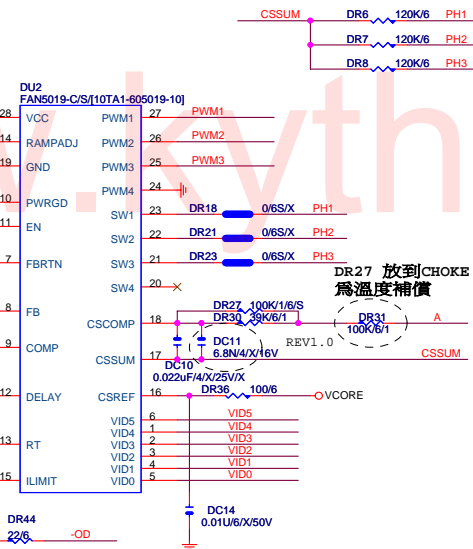 CSSUM DR6 120K/6 PH1
DR7 120K/6 PH2
DR8 120K/6 PH3
DU2
FAN5019-C/S/[10TA1-605019-10]
28 VCC PWM1 27 PWM1
14 RAMPADJ PWM2 26 PWM2
19 GND PWM3 25 PWM3
PWM4 24
10 PWRGD
11 EN SW1 23 DR18 0/6S/X PH1
SW2 22 DR21 0/6S/X PH2
7 FBRTN SW3 21 DR23 0/6S/X PH3
SW4 20
DR27 放到CHOKE
為溫度補償
8 FB
DR27 100K/1/6/S
CSCOMP 18 DR30 39K/6/1 DR31 A
100K/6/1
REV1.0
9 COMP CSSUM 17 DC11 CSSUM
6.8N/4/X/16V
DC10
0.022uF/4/X/25V/X
12 DELAY CSREF 16 DR36 100/6 VCORE
VID5 6 VID5
VID4 1 VID4
13 RT VID3 2 VID3
VID2 3 VID2
VID1 4 VID1
15 ILIMIT VID0 5 VID0
DC14
0.01U/6/X/50V
DR44
22/6 -OD
w.kyth